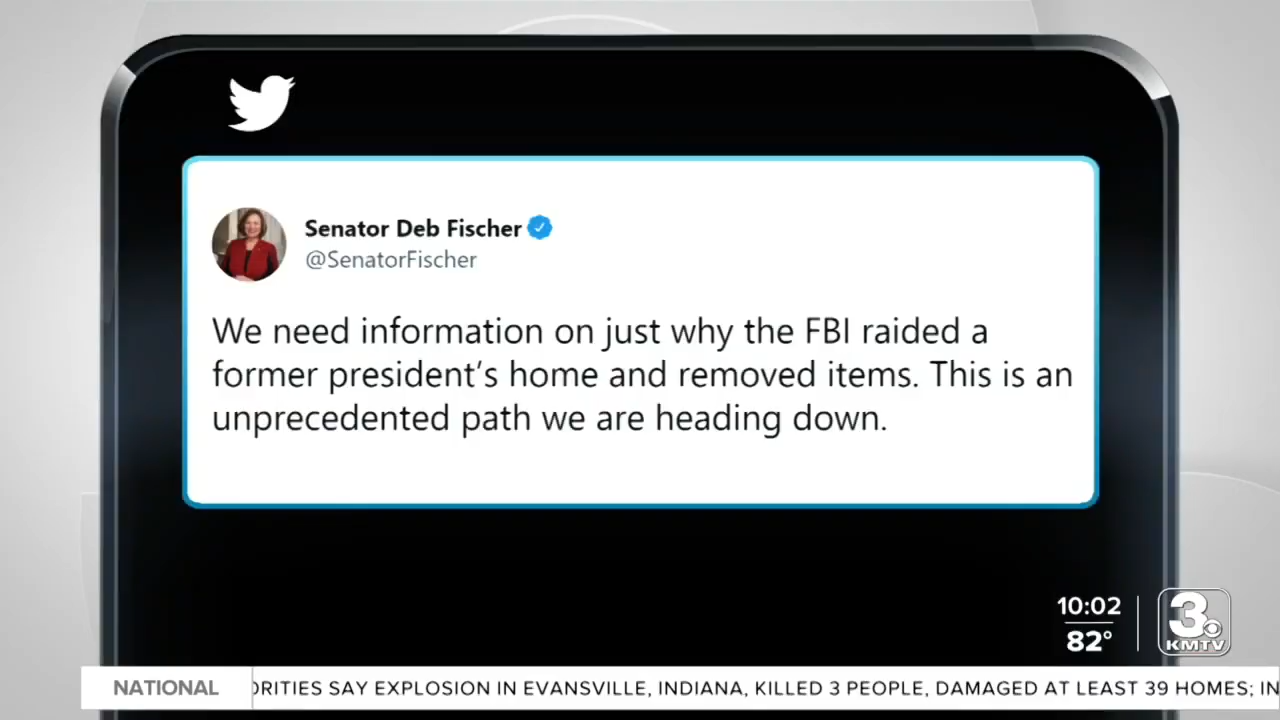 Senator Deb Fischer
@SenatorFischer
We need information on just why the FBI raided a
former president's home and removed items. This is an
unprecedented path we are heading down.
10:02
82°
3
KMTV
NATIONAL
SAY EXPLOSION IN EVANSVILLE, INDIANA, KILLED 3 PEOPLE, DAMAGED AT LEAST 39 HOMES;